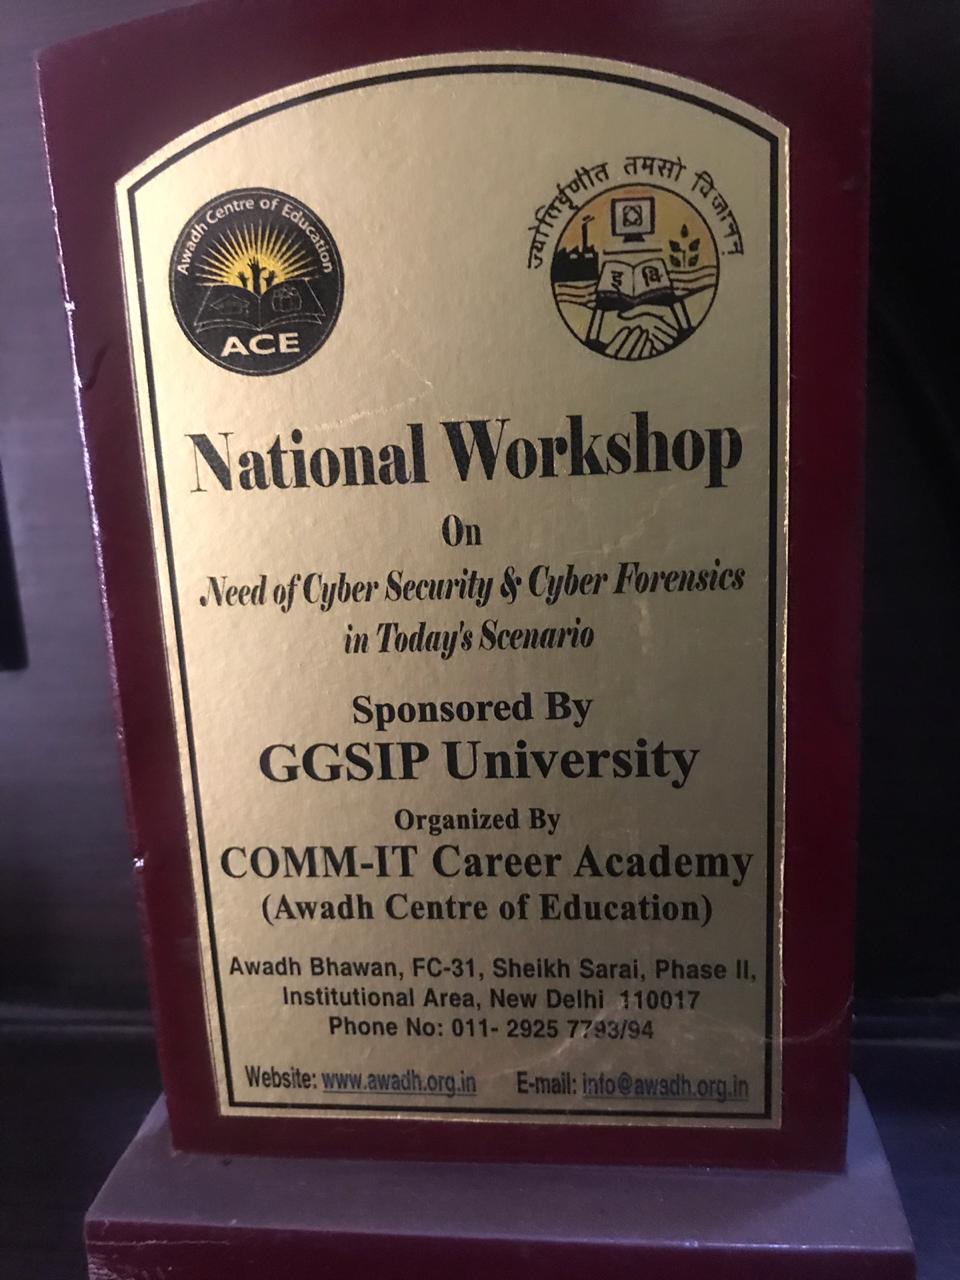 Awadh Centre of Education
ACE
ज्योतिर्वृणीत तमसो विजानन्
National Workshop
On
Need of Cyber Security & Cyber Forensics
in Today's Scenario
Sponsored By
GGSIP University
Organized By
COMM-IT Career Academy
(Awadh Centre of Education)
Awadh Bhawan, FC-31, Sheikh Sarai, Phase II,
Institutional Area, New Delhi 110017
Phone No: 011- 2925 7793/94
Website: www.awadh.org.in E-mail: info@awadh.org.in